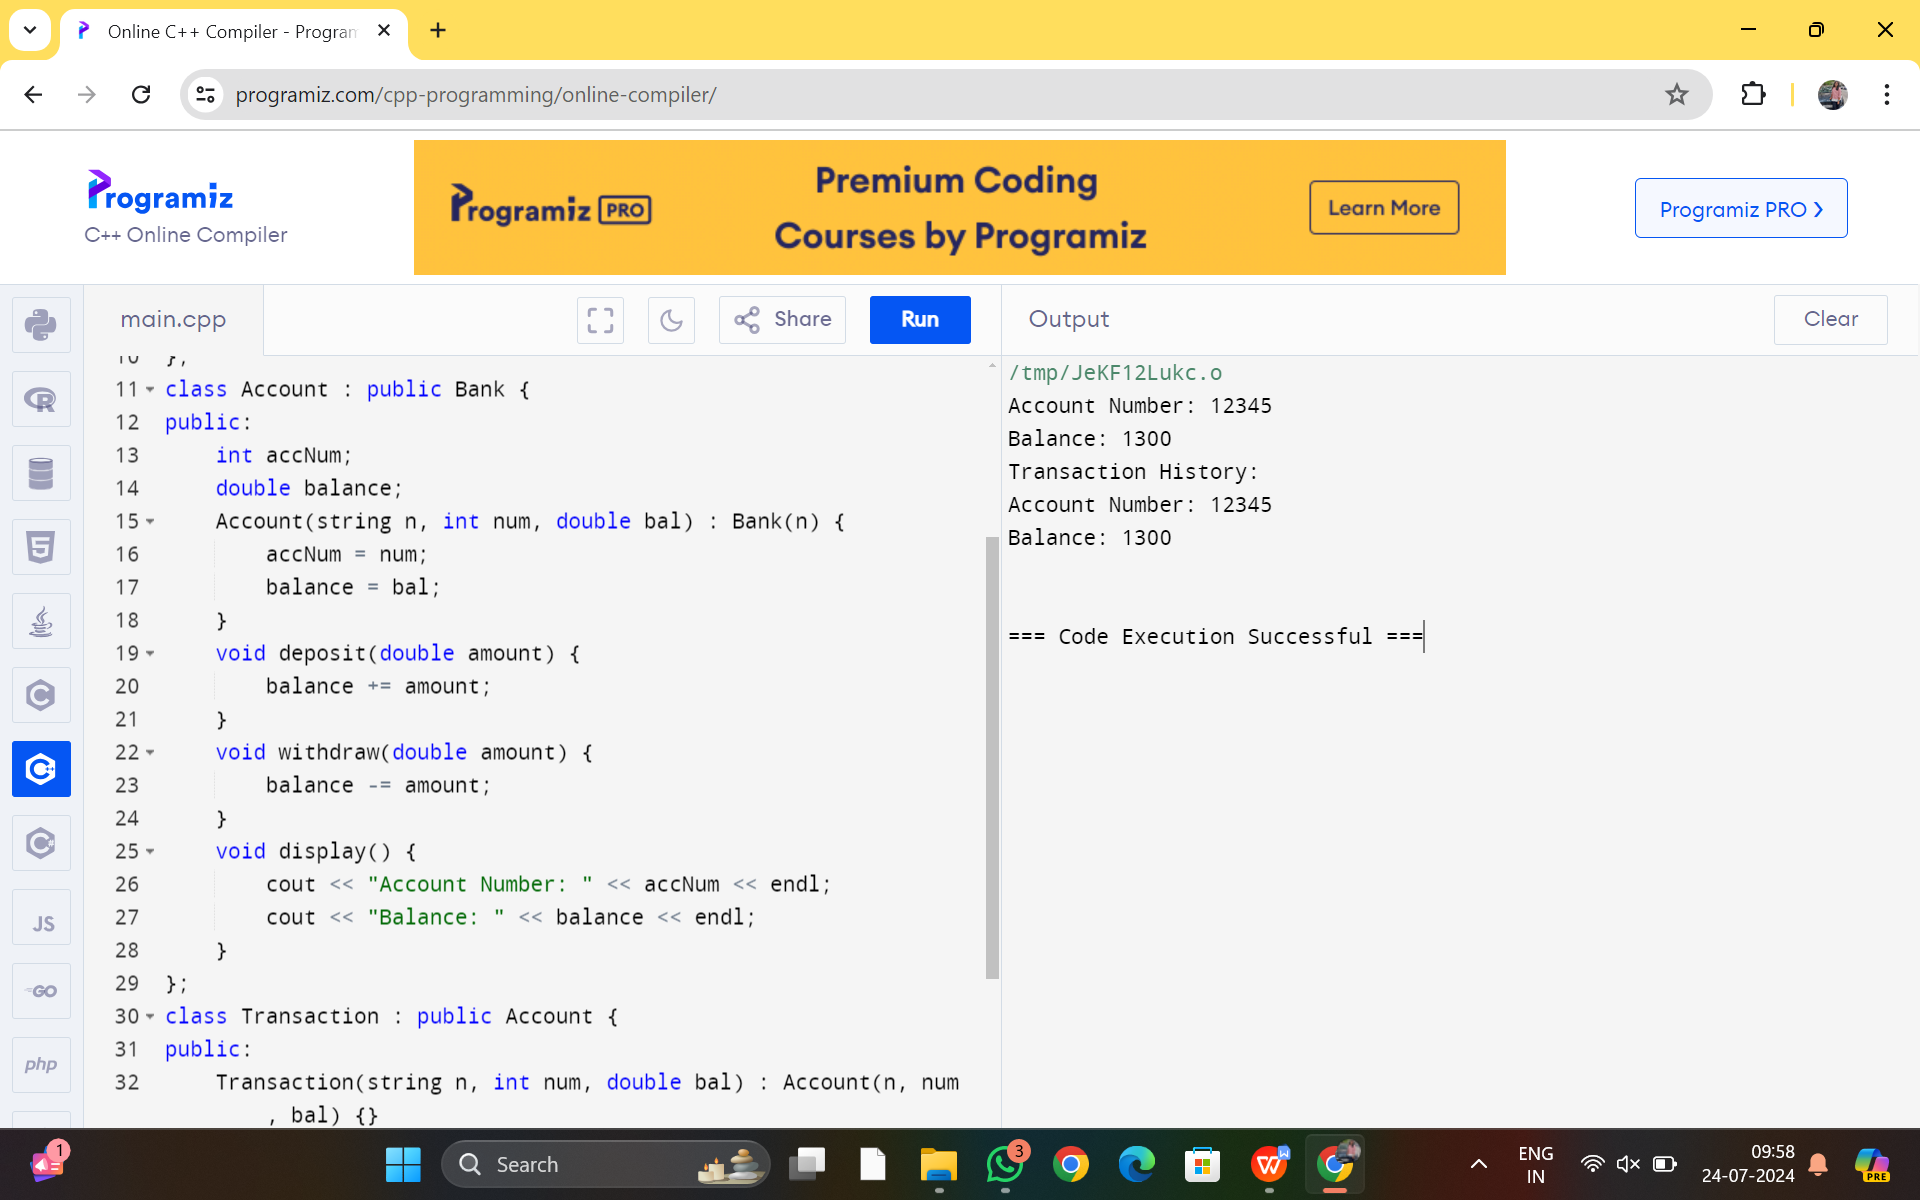 Online C++ Compiler - Program
programiz.com/cpp-programming/online-compiler/
Programiz
C++ Online Compiler
Programiz PRO
Premium Coding
Courses by Programiz
Learn More
Programiz PRO ❯
main.cpp
Share
Run
Output
Clear
10 };
11 class Account : public Bank {
12 public:
13     int accNum;
14     double balance;
15     Account(string n, int num, double bal) : Bank(n) {
16         accNum = num;
17         balance = bal;
18     }
19     void deposit(double amount) {
20         balance += amount;
21     }
22     void withdraw(double amount) {
23         balance -= amount;
24     }
25     void display() {
26         cout << "Account Number: " << accNum << endl;
27         cout << "Balance: " << balance << endl;
28     }
29 };
30 class Transaction : public Account {
31 public:
32     Transaction(string n, int num, double bal) : Account(n, num
, bal) {}
/tmp/JeKF12Lukc.o
Account Number: 12345
Balance: 1300
Transaction History:
Account Number: 12345
Balance: 1300
=== Code Execution Successful ===
R
5
C
C++
C#
JS
GO
php
1
Search
3
W
W
ENG
IN
09:58
24-07-2024
PRE